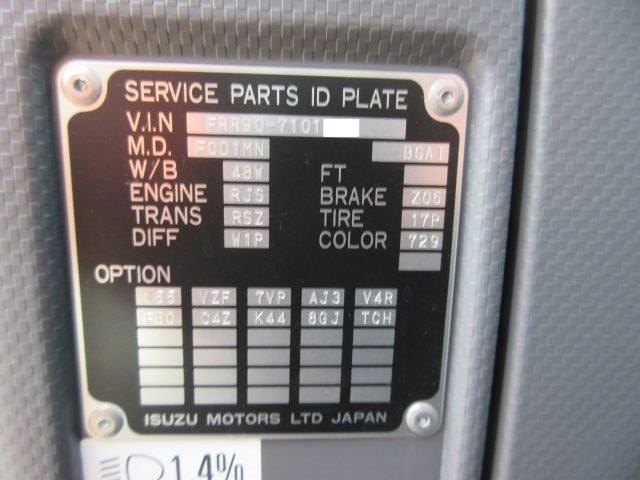 SERVICE PARTS ID PLATE
V.I.N FRR90-7101
M.D. FCD1MN BGAI
W/B 48W FT
ENGINE RJS BRAKE Z05
TRANS RSZ TIRE 17P
DIFF W1P COLOR 729
OPTION
VZF 7VP AJ3 V4R
C4Z K44 8GJ TCH
ISUZU MOTORS LTD JAPAN
1.4%